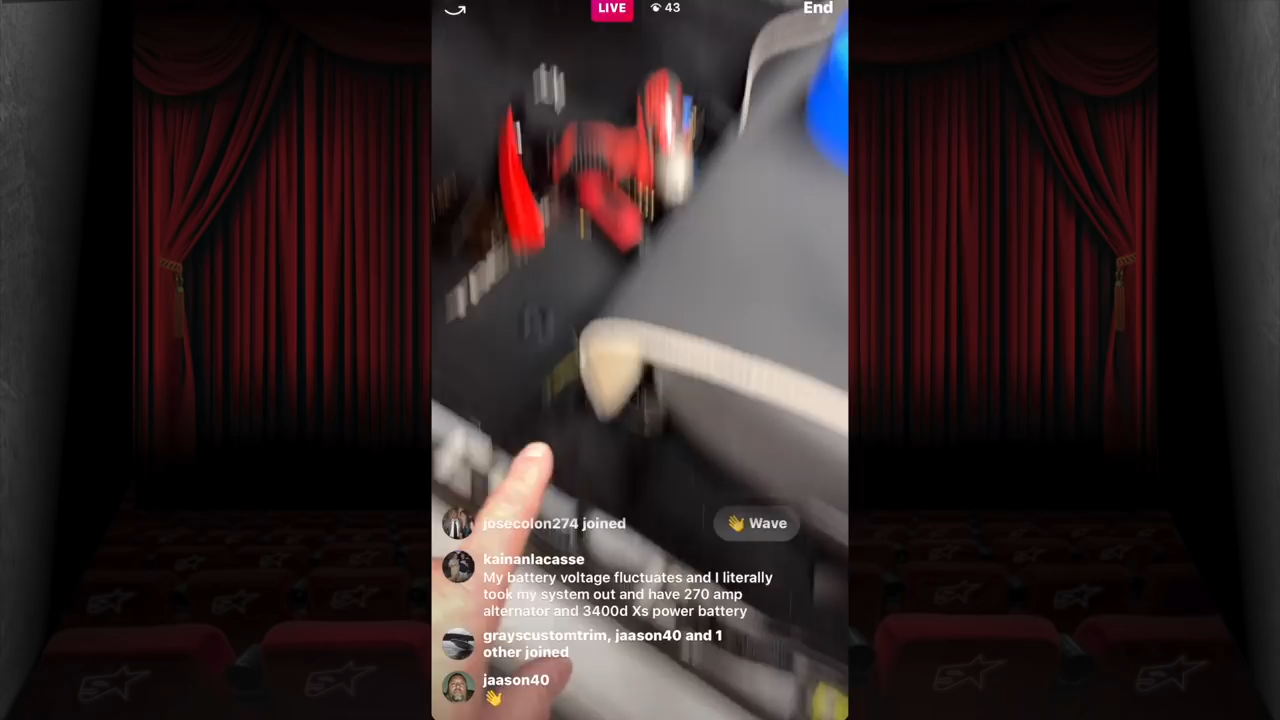 LIVE
43
End
josecolon274 joined
👋 Wave
kainanlacasse
My battery voltage fluctuates and I literally
took my system out and have 270 amp
alternator and 3400d Xs power battery
grayscustomtrim, jaason40 and 1
other joined
jaason40
👋